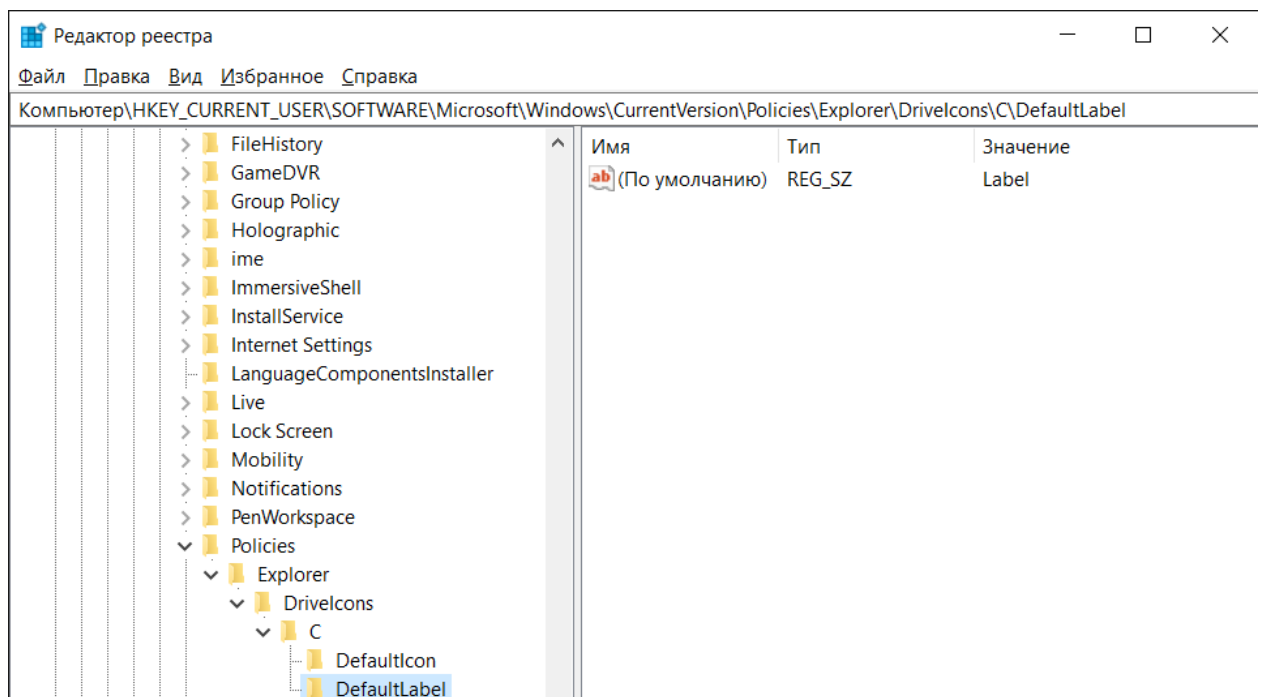 Редактор реестра
Файл Правка Вид Избранное Справка
Компьютер\HKEY_CURRENT_USER\SOFTWARE\Microsoft\Windows\CurrentVersion\Policies\Explorer\DriveIcons\C\DefaultLabel
FileHistory
GameDVR
Group Policy
Holographic
ime
ImmersiveShell
InstallService
Internet Settings
LanguageComponentsInstaller
Live
Lock Screen
Mobility
Notifications
PenWorkspace
Policies
Explorer
DriveIcons
C
DefaultIcon
DefaultLabel
Имя Тип Значение
ab (По умолчанию) REG_SZ Label